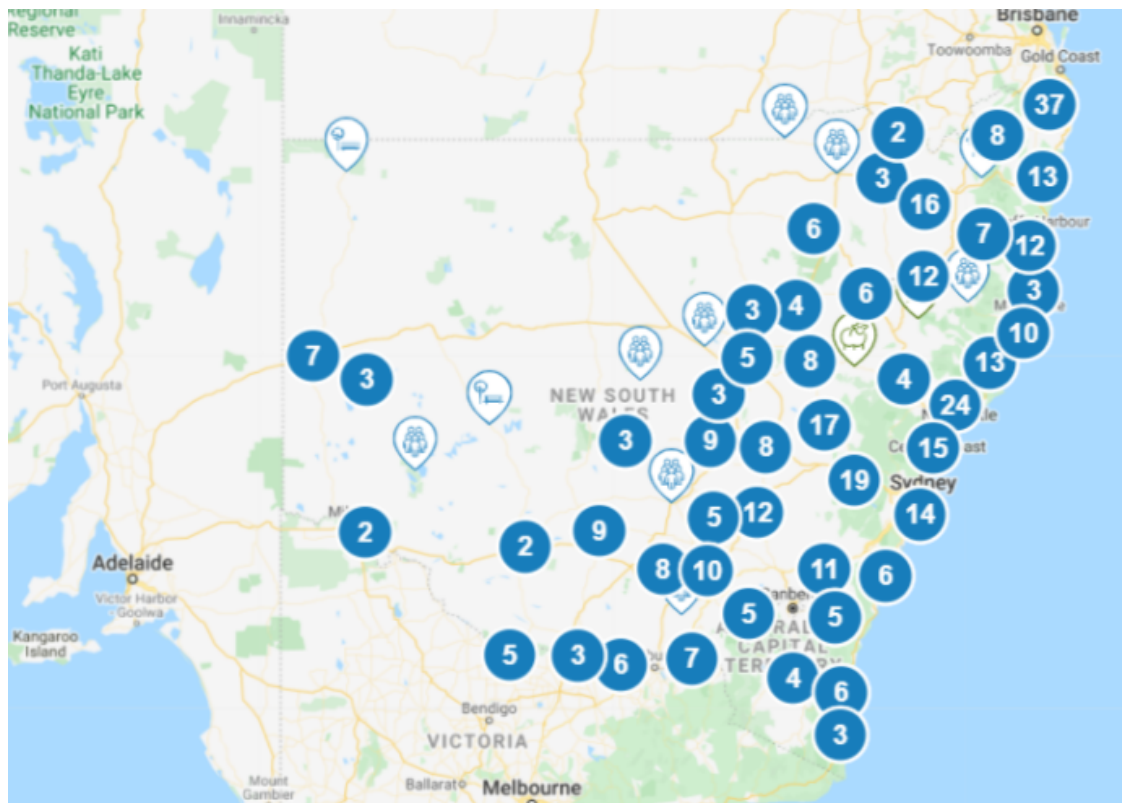 Regional
Reserve
Innamincka
Brisbane
Toowoomba
Gold Coast
Kati
Thanda-Lake
Eyre
National Park
37
2
8
3
13
16
6
7
12
Harbour
12
3
4
6
3
10
7
3
5
8
13
Port Augusta
NEW SOUTH
WALES
3
4
24
3
9
8
17
15
19
Sydney
2
2
9
5
12
14
Adelaide
Victor Harbor
- Goolwa
8
10
11
6
Kangaroo
Island
5
5
CAPITAL
5
3
6
7
4
6
3
Bendigo
VICTORIA
Mount
Gambier
Ballarat
Melbourne